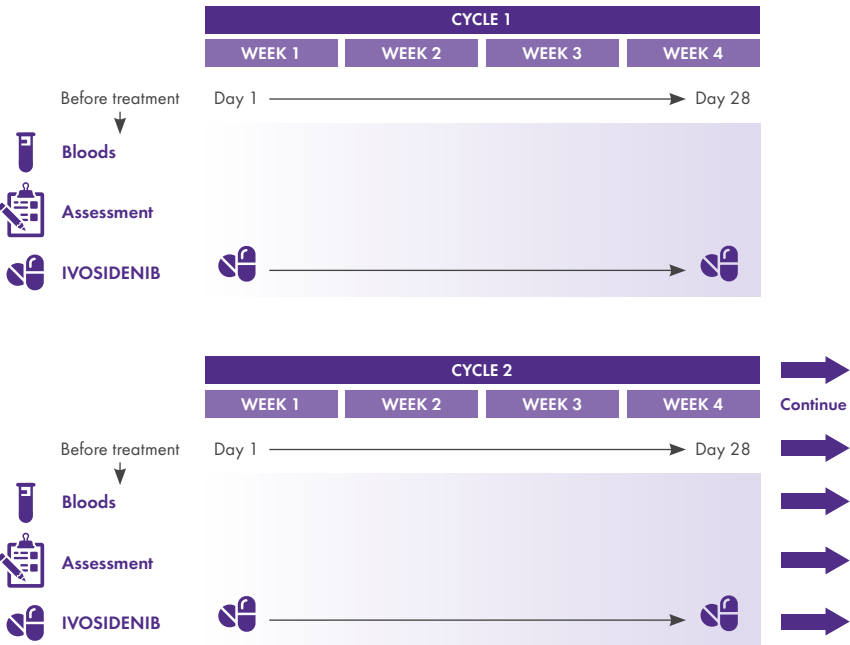 CYCLE 1
WEEK 1 WEEK 2 WEEK 3 WEEK 4
Before treatment Day 1 Day 28
Bloods
Assessment
IVOSIDENIB
CYCLE 2
WEEK 1 WEEK 2 WEEK 3 WEEK 4 Continue
Before treatment Day 1 Day 28
Bloods
Assessment
IVOSIDENIB